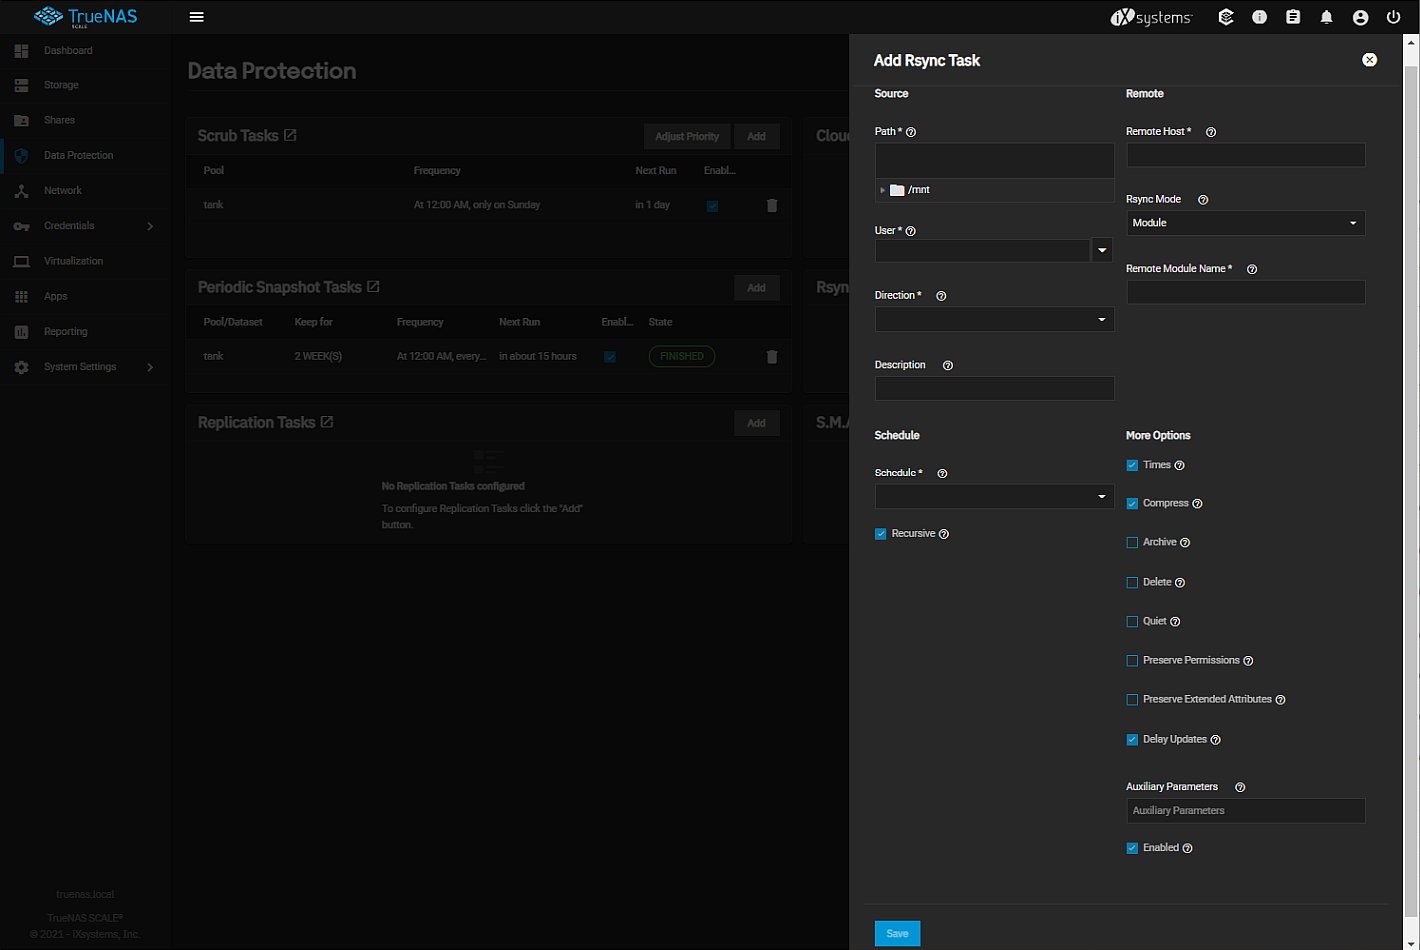 TrueNAS
SCALE
iXsystems
Dashboard
Storage
Shares
Data Protection
Network
Credentials
Virtualization
Apps
Reporting
System Settings
truenas.local
TrueNAS SCALE®
© 2021 - iXsystems, Inc.
Data Protection
Scrub Tasks
Adjust Priority
Add
Pool
Frequency
Next Run
Enabl...
tank
At 12:00 AM, only on Sunday
in 1 day
Periodic Snapshot Tasks
Add
Pool/Dataset
Keep for
Frequency
Next Run
Enabl...
State
tank
2 WEEK(S)
At 12:00 AM, every...
in about 15 hours
FINISHED
Replication Tasks
Add
No Replication Tasks configured
To configure Replication Tasks click the "Add"
button.
Clou
Rsyn
S.M.A
Add Rsync Task
Source
Path *
/mnt
User *
Direction *
Description
Remote
Remote Host *
Rsync Mode
Module
Remote Module Name *
Schedule
Schedule *
Recursive
More Options
Times
Compress
Archive
Delete
Quiet
Preserve Permissions
Preserve Extended Attributes
Delay Updates
Auxiliary Parameters
Auxiliary Parameters
Enabled
Save